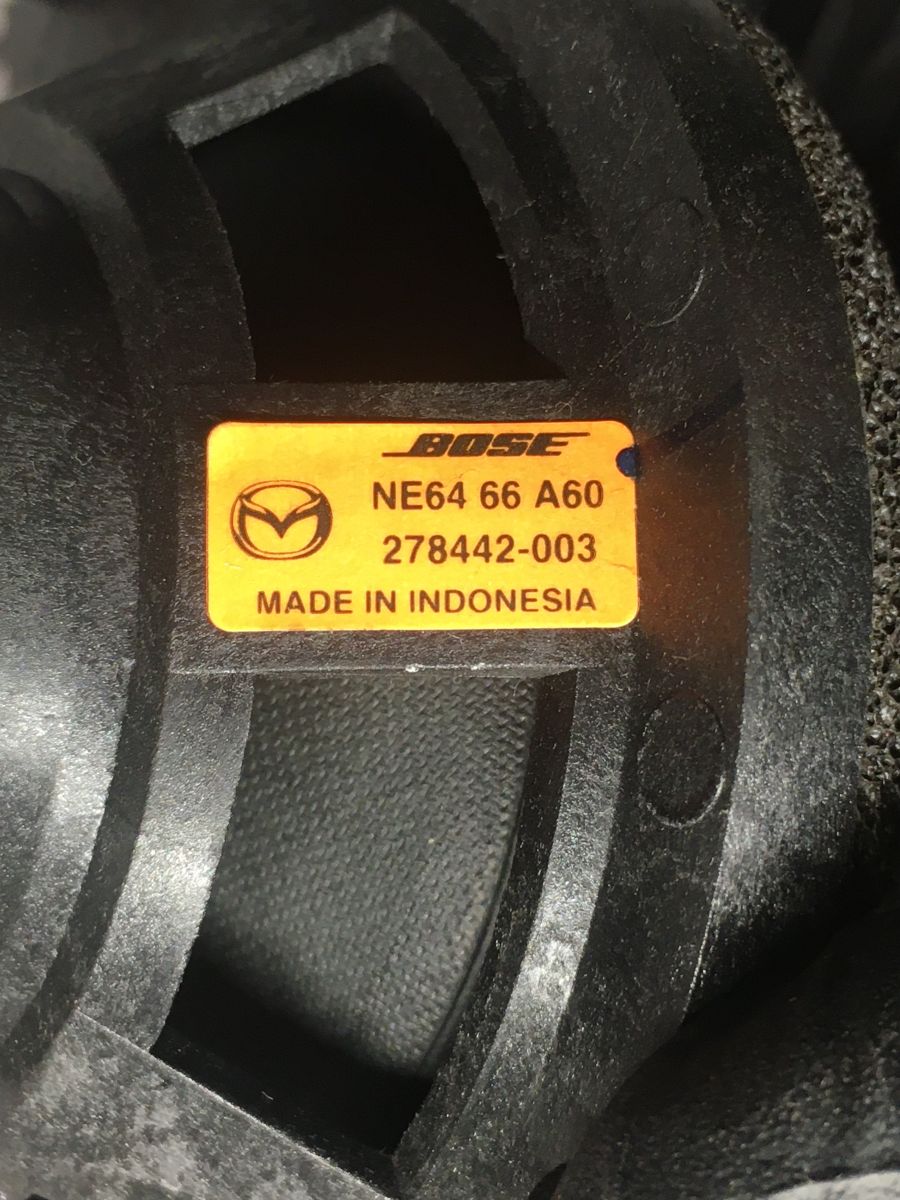 BOSE
NE64 66 A60
278442-003
MADE IN INDONESIA